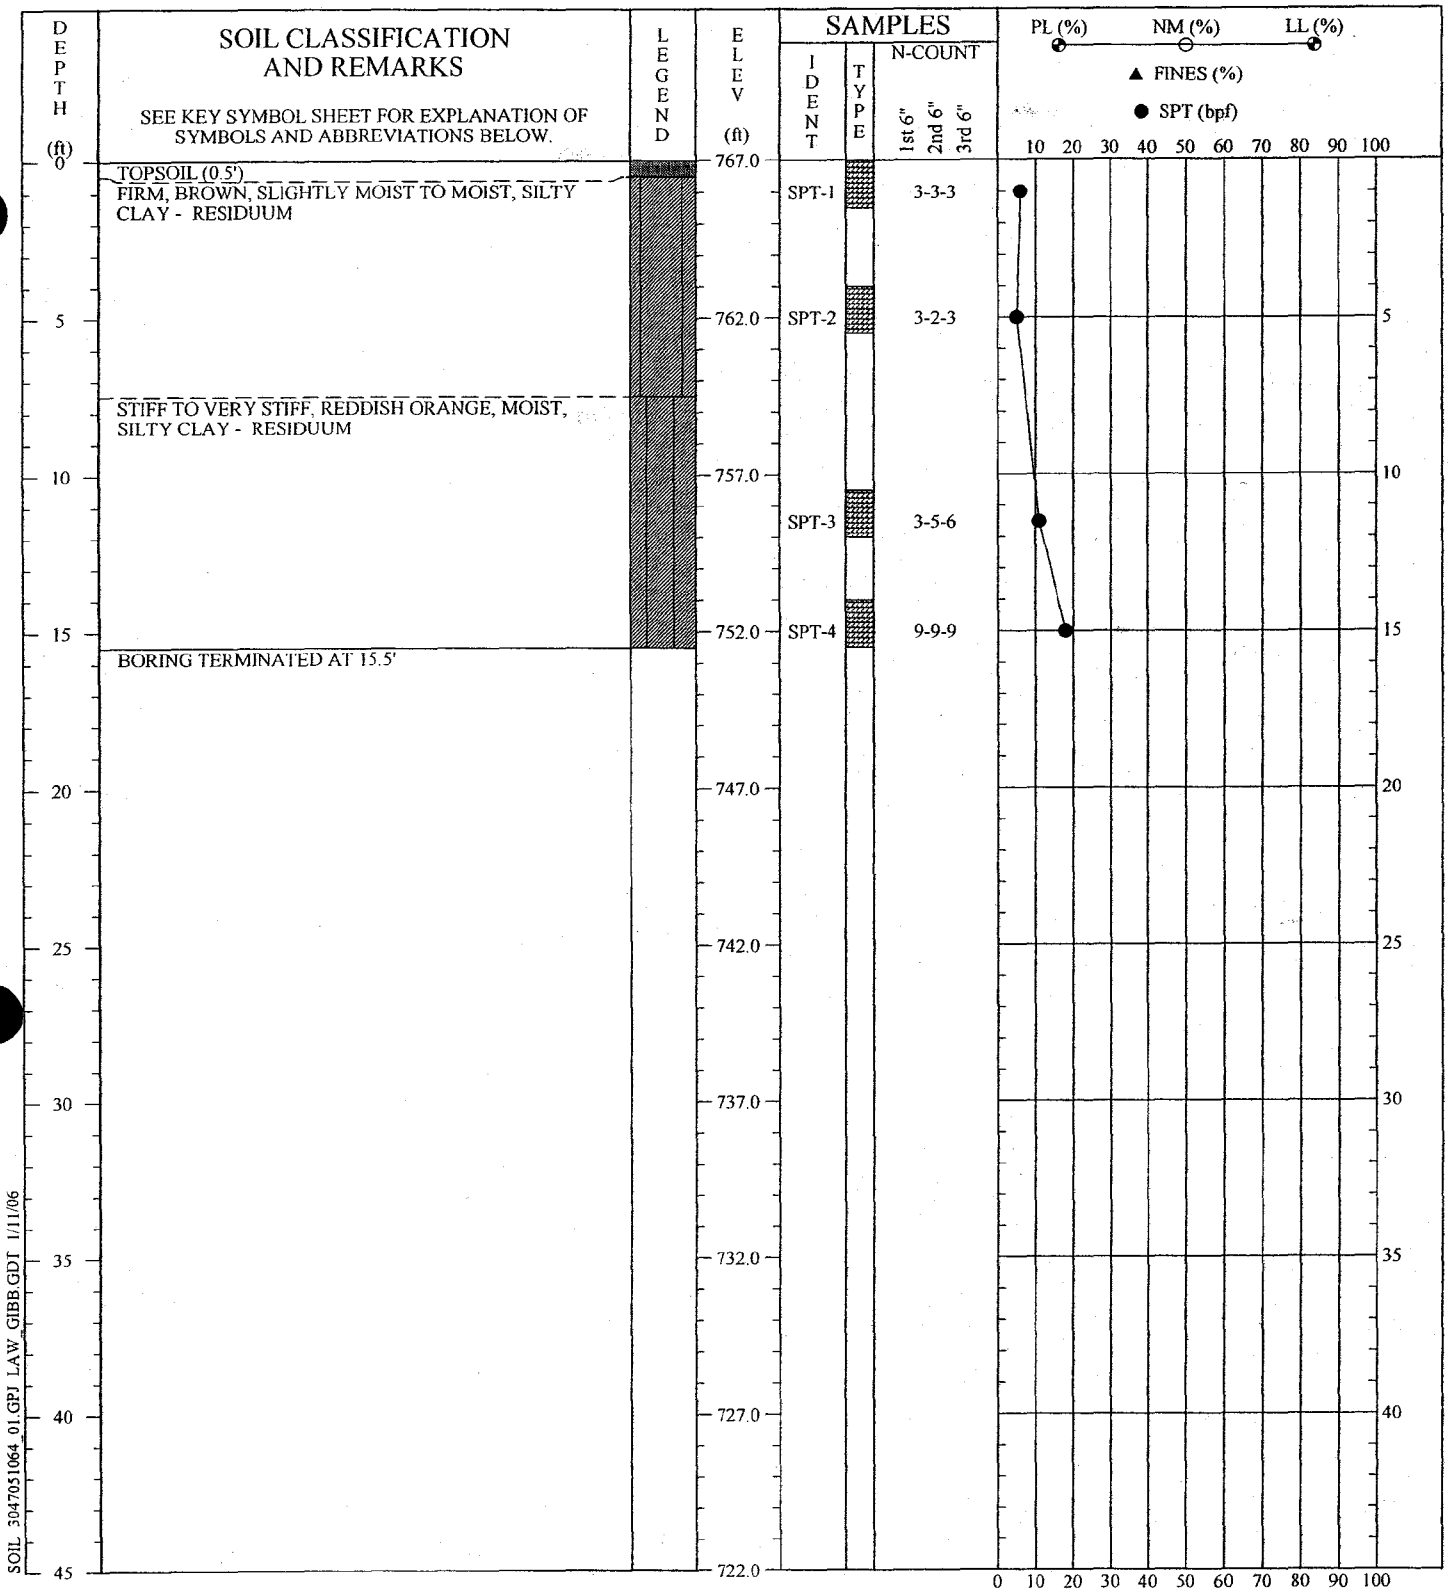 DEPTH (ft)
SOIL CLASSIFICATION
AND REMARKS
SEE KEY SYMBOL SHEET FOR EXPLANATION OF
SYMBOLS AND ABBREVIATIONS BELOW.
LEGEND
ELEV (ft)
SAMPLES
IDENT
TYPE
N-COUNT
1st 6"
2nd 6"
3rd 6"
PL (%) NM (%) LL (%)
▲ FINES (%)
● SPT (bpf)
10 20 30 40 50 60 70 80 90 100
0 767.0
TOPSOIL (0.5')
FIRM, BROWN, SLIGHTLY MOIST TO MOIST, SILTY
CLAY - RESIDUUM
SPT-1 3-3-3
5 762.0 SPT-2 3-2-3 5
STIFF TO VERY STIFF, REDDISH ORANGE, MOIST,
SILTY CLAY - RESIDUUM
10 757.0 10
SPT-3 3-5-6
15 752.0 SPT-4 9-9-9 15
BORING TERMINATED AT 15.5'
20 747.0 20
25 742.0 25
30 737.0 30
35 732.0 35
40 727.0 40
45 722.0
0 10 20 30 40 50 60 70 80 90 100
SOIL 3047051064_01.GPJ LAW_GIBB.GDT 1/11/06